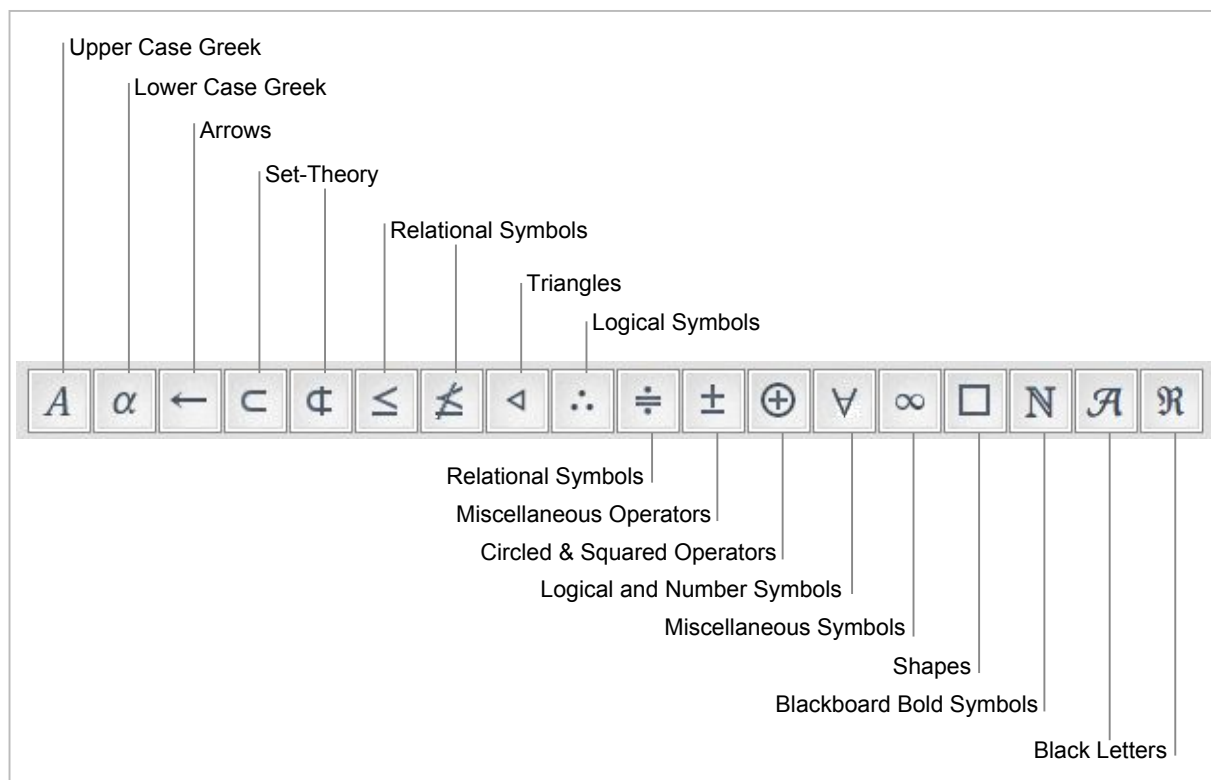 Upper Case Greek
Lower Case Greek
Arrows
Set-Theory
Relational Symbols
Triangles
Logical Symbols
A α ← ⊂ ⊄ ≤ ≰ ◃ ∴ ≑ ± ⊕ ∀ ∞ □ ℕ 𝒜 ℜ
Relational Symbols
Miscellaneous Operators
Circled & Squared Operators
Logical and Number Symbols
Miscellaneous Symbols
Shapes
Blackboard Bold Symbols
Black Letters